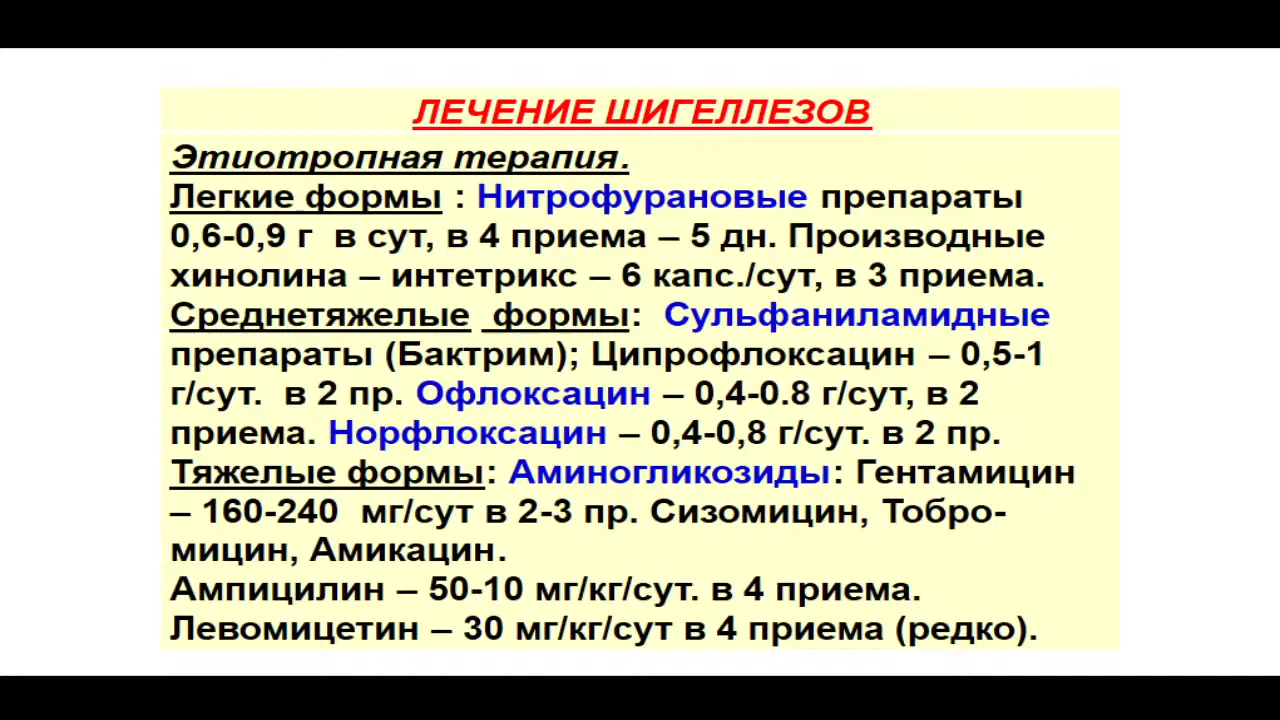 ЛЕЧЕНИЕ ШИГЕЛЛЕЗОВ
Этиотропная терапия.
Легкие формы : Нитрофурановые препараты
0,6-0,9 г в сут, в 4 приема – 5 дн. Производные
хинолина – интетрикс – 6 капс./сут, в 3 приема.
Среднетяжелые формы: Сульфаниламидные
препараты (Бактрим); Ципрофлоксацин – 0,5-1
г/сут. в 2 пр. Офлоксацин – 0,4-0.8 г/сут, в 2
приема. Норфлоксацин – 0,4-0,8 г/сут. в 2 пр.
Тяжелые формы: Аминогликозиды: Гентамицин
– 160-240 мг/сут в 2-3 пр. Сизомицин, Тобро-
мицин, Амикацин.
Ампицилин – 50-10 мг/кг/сут. в 4 приема.
Левомицетин – 30 мг/кг/сут в 4 приема (редко).